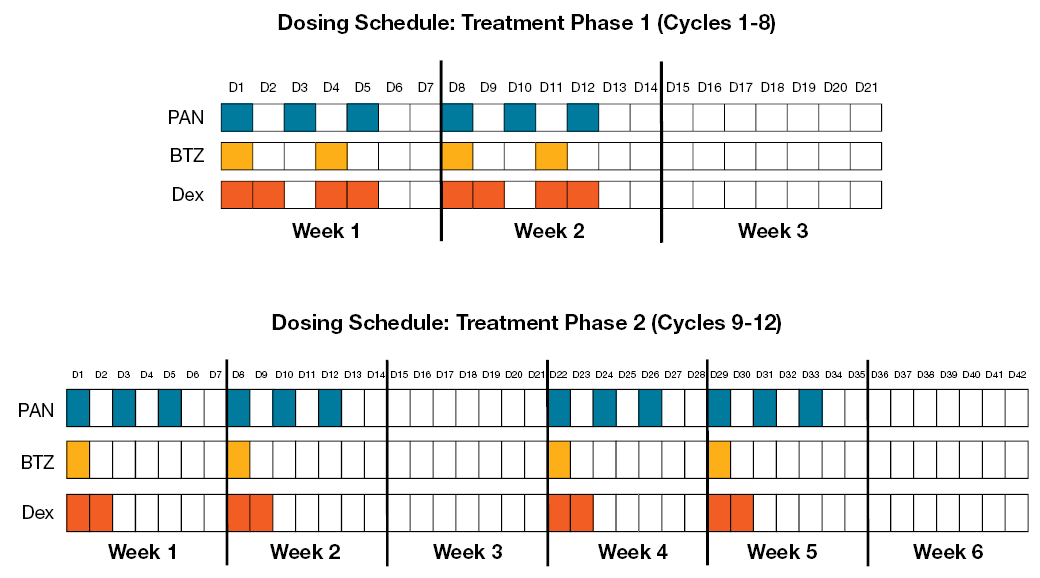 Dosing Schedule: Treatment Phase 1 (Cycles 1-8)
D1 D2 D3 D4 D5 D6 D7 D8 D9 D10 D11 D12 D13 D14 D15 D16 D17 D18 D19 D20 D21
PAN
BTZ
Dex
Week 1 Week 2 Week 3
Dosing Schedule: Treatment Phase 2 (Cycles 9-12)
D1 D2 D3 D4 D5 D6 D7 D8 D9 D10 D11 D12 D13 D14 D15 D16 D17 D18 D19 D20 D21 D22 D23 D24 D25 D26 D27 D28 D29 D30 D31 D32 D33 D34 D35 D36 D37 D38 D39 D40 D41 D42
PAN
BTZ
Dex
Week 1 Week 2 Week 3 Week 4 Week 5 Week 6